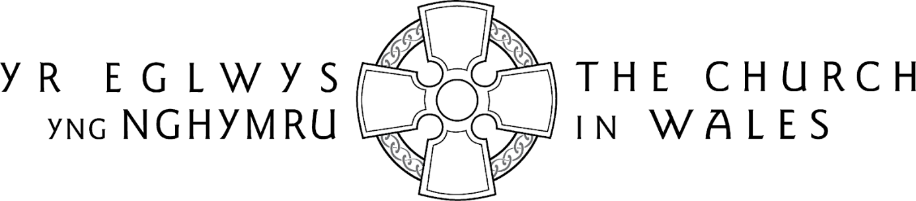 YR EGLWYS
YNG NGHYMRU
THE CHURCH
IN WALES